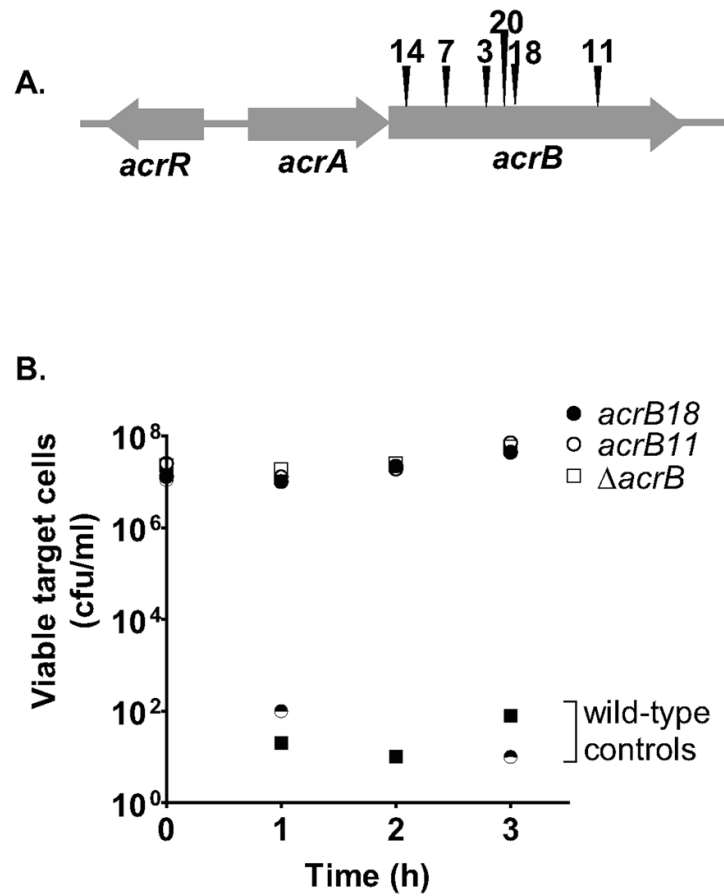 A.
14 7 3 20 18 11
acrR acrA acrB
B.
Viable target cells
(cfu/ml)
10⁸
10⁶
10⁴
10²
10⁰
0 1 2 3
Time (h)
acrB18
acrB11
ΔacrB
wild-type
controls